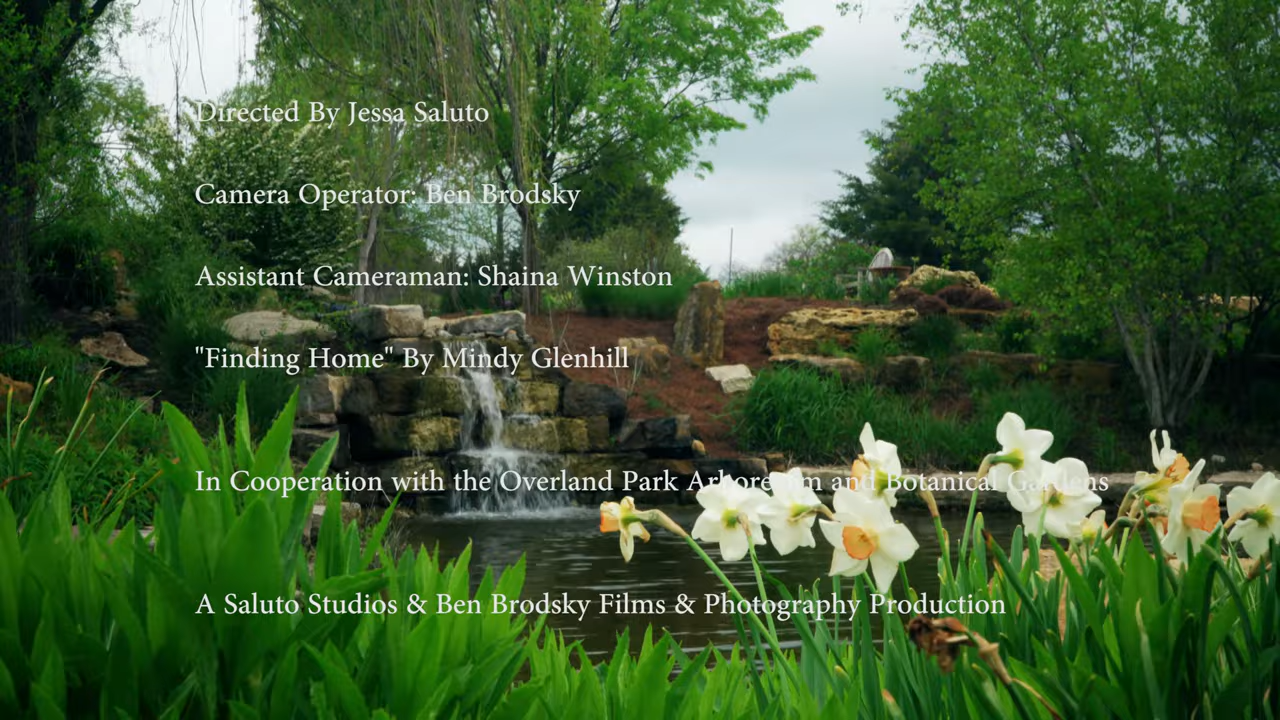 Directed By Jessa Saluto
Camera Operator: Ben Brodsky
Assistant Cameraman: Shaina Winston
"Finding Home" By Mindy Glenhill
In Cooperation with the Overland Park Arboretum and Botanical Gardens
A Saluto Studios & Ben Brodsky Films & Photography Production